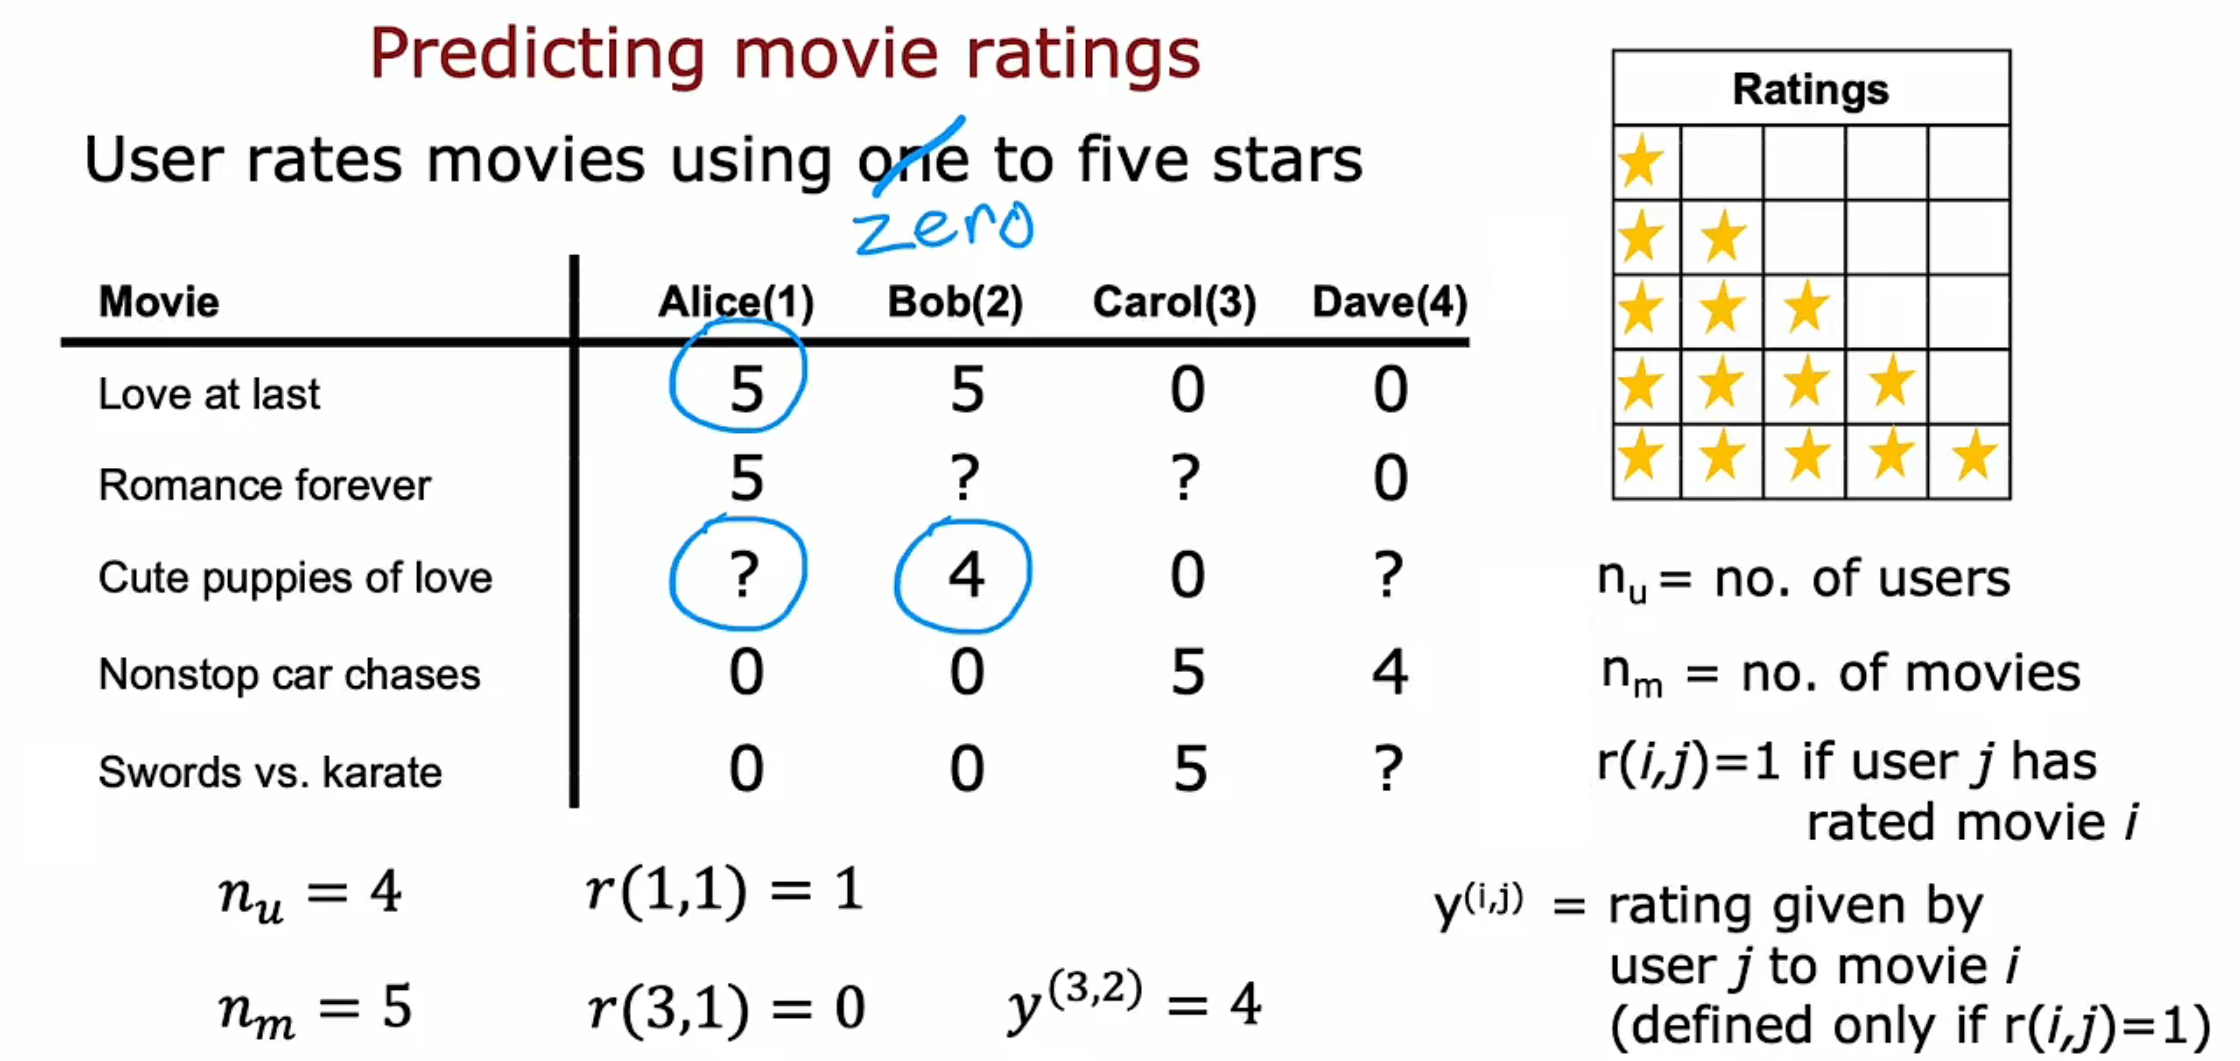 Predicting movie ratings
User rates movies using one to five stars
zero
Movie Alice(1) Bob(2) Carol(3) Dave(4)
Love at last 5 5 0 0
Romance forever 5 ? ? 0
Cute puppies of love ? 4 0 ?
Nonstop car chases 0 0 5 4
Swords vs. karate 0 0 5 ?
n_u = 4 r(1,1) = 1
n_m = 5 r(3,1) = 0 y^(3,2) = 4
Ratings
n_u = no. of users
n_m = no. of movies
r(i,j)=1 if user j has
rated movie i
y^(i,j) = rating given by
user j to movie i
(defined only if r(i,j)=1)